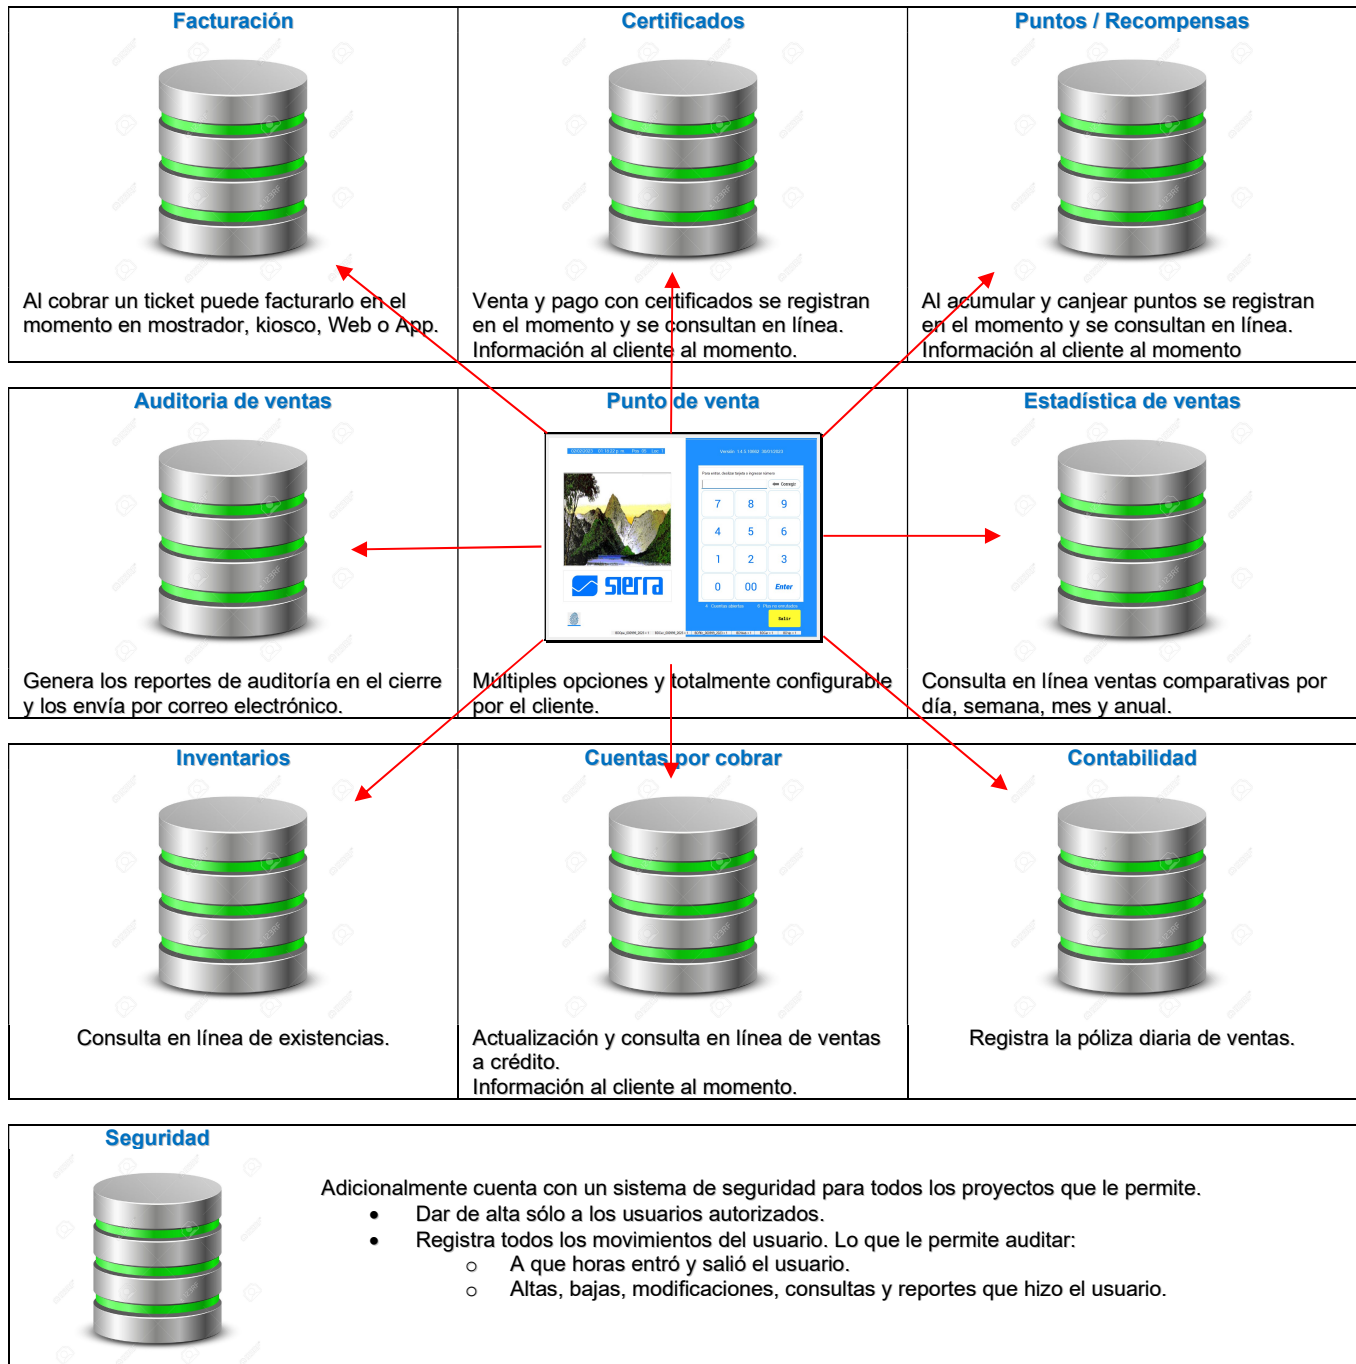 Facturación
Certificados
Puntos / Recompensas
Al cobrar un ticket puede facturarlo en el
momento en mostrador, kiosco, Web o App.
Venta y pago con certificados se registran
en el momento y se consultan en línea.
Información al cliente al momento.
Al acumular y canjear puntos se registran
en el momento y se consultan en línea.
Información al cliente al momento
Auditoria de ventas
Punto de venta
Estadística de ventas
Para entrar, deslizar tarjeta o ingresar número
Corregir
7 8 9
4 5 6
1 2 3
0 00 Enter
Salir
sierra
Genera los reportes de auditoría en el cierre
y los envía por correo electrónico.
Múltiples opciones y totalmente configurable
por el cliente.
Consulta en línea ventas comparativas por
día, semana, mes y anual.
Inventarios
Cuentas por cobrar
Contabilidad
Consulta en línea de existencias.
Actualización y consulta en línea de ventas
a crédito.
Información al cliente al momento.
Registra la póliza diaria de ventas.
Seguridad
Adicionalmente cuenta con un sistema de seguridad para todos los proyectos que le permite.
• Dar de alta sólo a los usuarios autorizados.
• Registra todos los movimientos del usuario. Lo que le permite auditar:
o A que horas entró y salió el usuario.
o Altas, bajas, modificaciones, consultas y reportes que hizo el usuario.